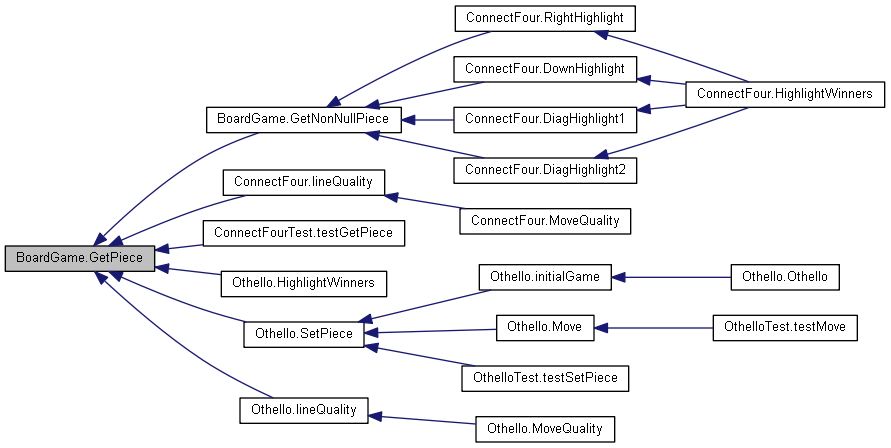 ConnectFour.RightHighlight
ConnectFour.DownHighlight
ConnectFour.HighlightWinners
BoardGame.GetNonNullPiece
ConnectFour.DiagHighlight1
ConnectFour.DiagHighlight2
ConnectFour.lineQuality
ConnectFour.MoveQuality
ConnectFourTest.testGetPiece
BoardGame.GetPiece
Othello.HighlightWinners
Othello.initialGame
Othello.Othello
Othello.SetPiece
Othello.Move
OthelloTest.testMove
OthelloTest.testSetPiece
Othello.lineQuality
Othello.MoveQuality